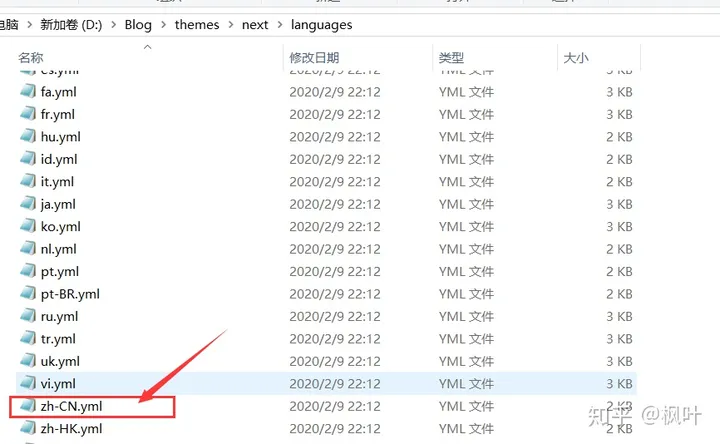 电脑 > 新加卷 (D:) > Blog > themes > next > languages
名称 修改日期 类型 大小
es.yml 2020/2/9 22:12 YML 文件 3 KB
fa.yml 2020/2/9 22:12 YML 文件 3 KB
fr.yml 2020/2/9 22:12 YML 文件 3 KB
hu.yml 2020/2/9 22:12 YML 文件 2 KB
id.yml 2020/2/9 22:12 YML 文件 2 KB
it.yml 2020/2/9 22:12 YML 文件 2 KB
ja.yml 2020/2/9 22:12 YML 文件 3 KB
ko.yml 2020/2/9 22:12 YML 文件 3 KB
nl.yml 2020/2/9 22:12 YML 文件 2 KB
pt.yml 2020/2/9 22:12 YML 文件 2 KB
pt-BR.yml 2020/2/9 22:12 YML 文件 2 KB
ru.yml 2020/2/9 22:12 YML 文件 3 KB
tr.yml 2020/2/9 22:12 YML 文件 3 KB
uk.yml 2020/2/9 22:12 YML 文件 3 KB
vi.yml 2020/2/9 22:12 YML 文件 3 KB
zh-CN.yml 2020/2/9 22:12 YML 文件 2 KB
zh-HK.yml 2020/2/9 22:12 YML 文件 2 KB
知乎 @枫叶